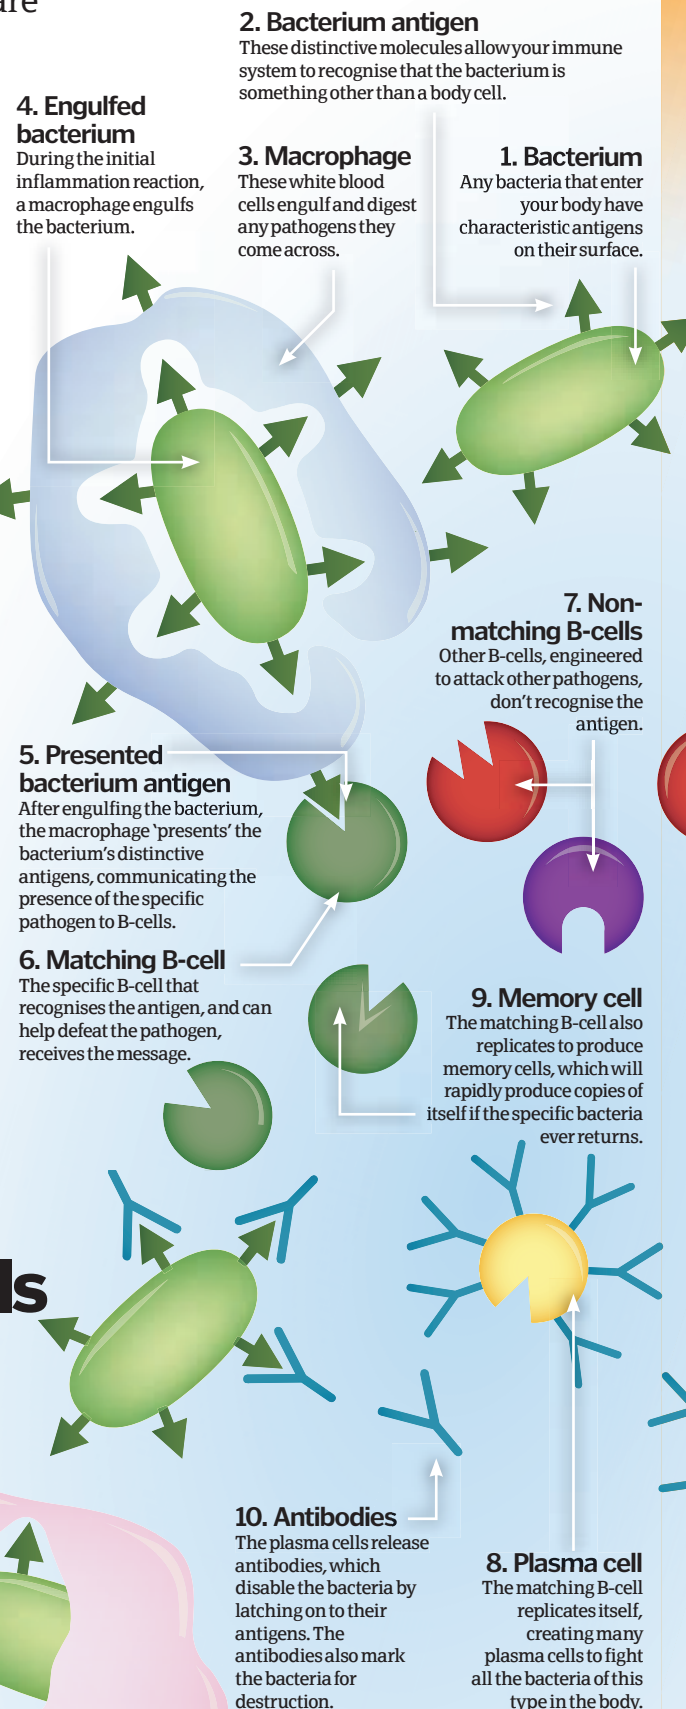 are
2. Bacterium antigen
These distinctive molecules allow your immune
system to recognise that the bacterium is
something other than a body cell.
4. Engulfed
bacterium
During the initial
inflammation reaction,
a macrophage engulfs
the bacterium.
3. Macrophage
These white blood
cells engulf and digest
any pathogens they
come across.
1. Bacterium
Any bacteria that enter
your body have
characteristic antigens
on their surface.
7. Non-
matching B-cells
Other B-cells, engineered
to attack other pathogens,
don't recognise the
antigen.
5. Presented
bacterium antigen
After engulfing the bacterium,
the macrophage 'presents' the
bacterium's distinctive
antigens, communicating the
presence of the specific
pathogen to B-cells.
6. Matching B-cell
The specific B-cell that
recognises the antigen, and can
help defeat the pathogen,
receives the message.
9. Memory cell
The matching B-cell also
replicates to produce
memory cells, which will
rapidly produce copies of
itself if the specific bacteria
ever returns.
ls
10. Antibodies
The plasma cells release
antibodies, which
disable the bacteria by
latching on to their
antigens. The
antibodies also mark
the bacteria for
destruction.
8. Plasma cell
The matching B-cell
replicates itself,
creating many
plasma cells to fight
all the bacteria of this
type in the body.